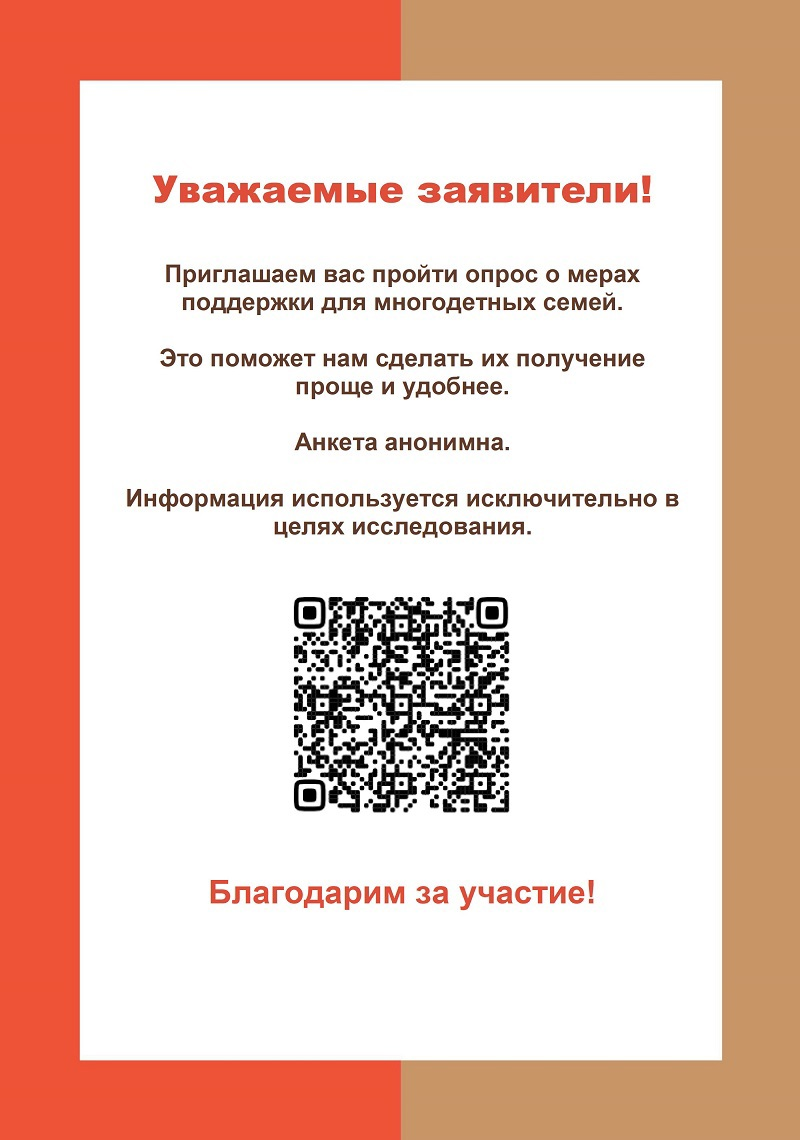 Уважаемые заявители!
Приглашаем вас пройти опрос о мерах
поддержки для многодетных семей.
Это поможет нам сделать их получение
проще и удобнее.
Анкета анонимна.
Информация используется исключительно в
целях исследования.
Благодарим за участие!